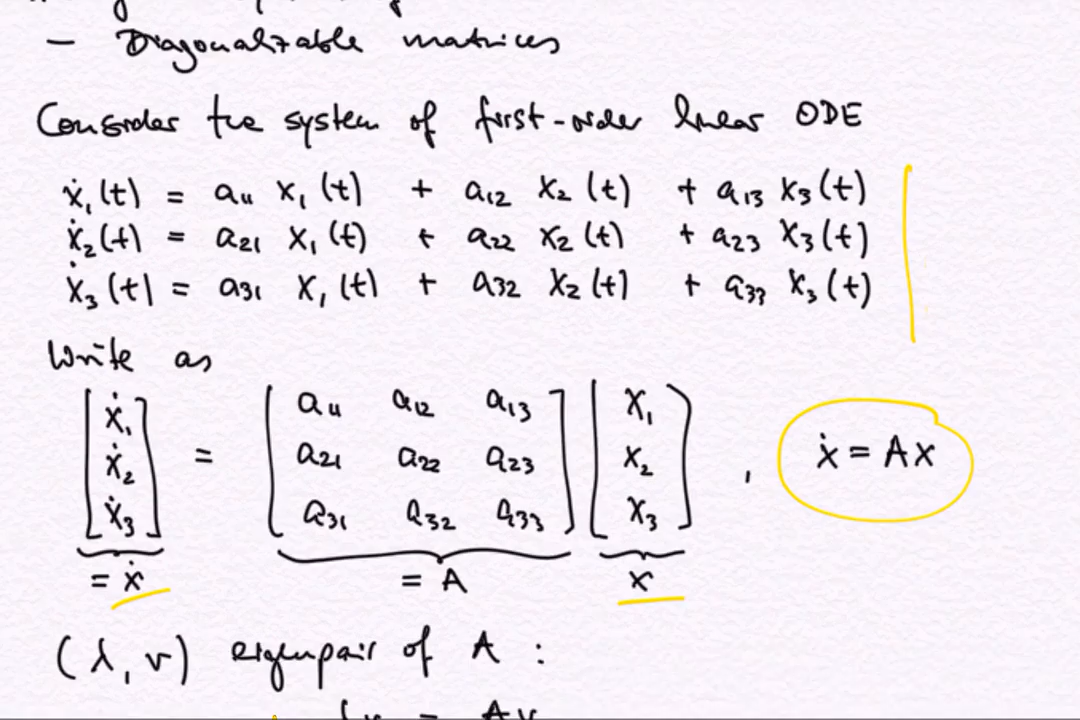 – Diagonalizable matrices
Consider the system of first-order linear ODE
ẋ₁(t) = a₁₁ x₁(t) + a₁₂ x₂(t) + a₁₃ x₃(t)
ẋ₂(t) = a₂₁ x₁(t) + a₂₂ x₂(t) + a₂₃ x₃(t)
ẋ₃(t) = a₃₁ x₁(t) + a₃₂ x₂(t) + a₃₃ x₃(t)
Write as
[ẋ₁ ẋ₂ ẋ₃] = [a₁₁ a₁₂ a₁₃ a₂₁ a₂₂ a₂₃ a₃₁ a₃₂ a₃₃] [x₁ x₂ x₃] , ẋ = Ax
= ẋ = A x
(λ, v) eigenpair of A :
λv = Av